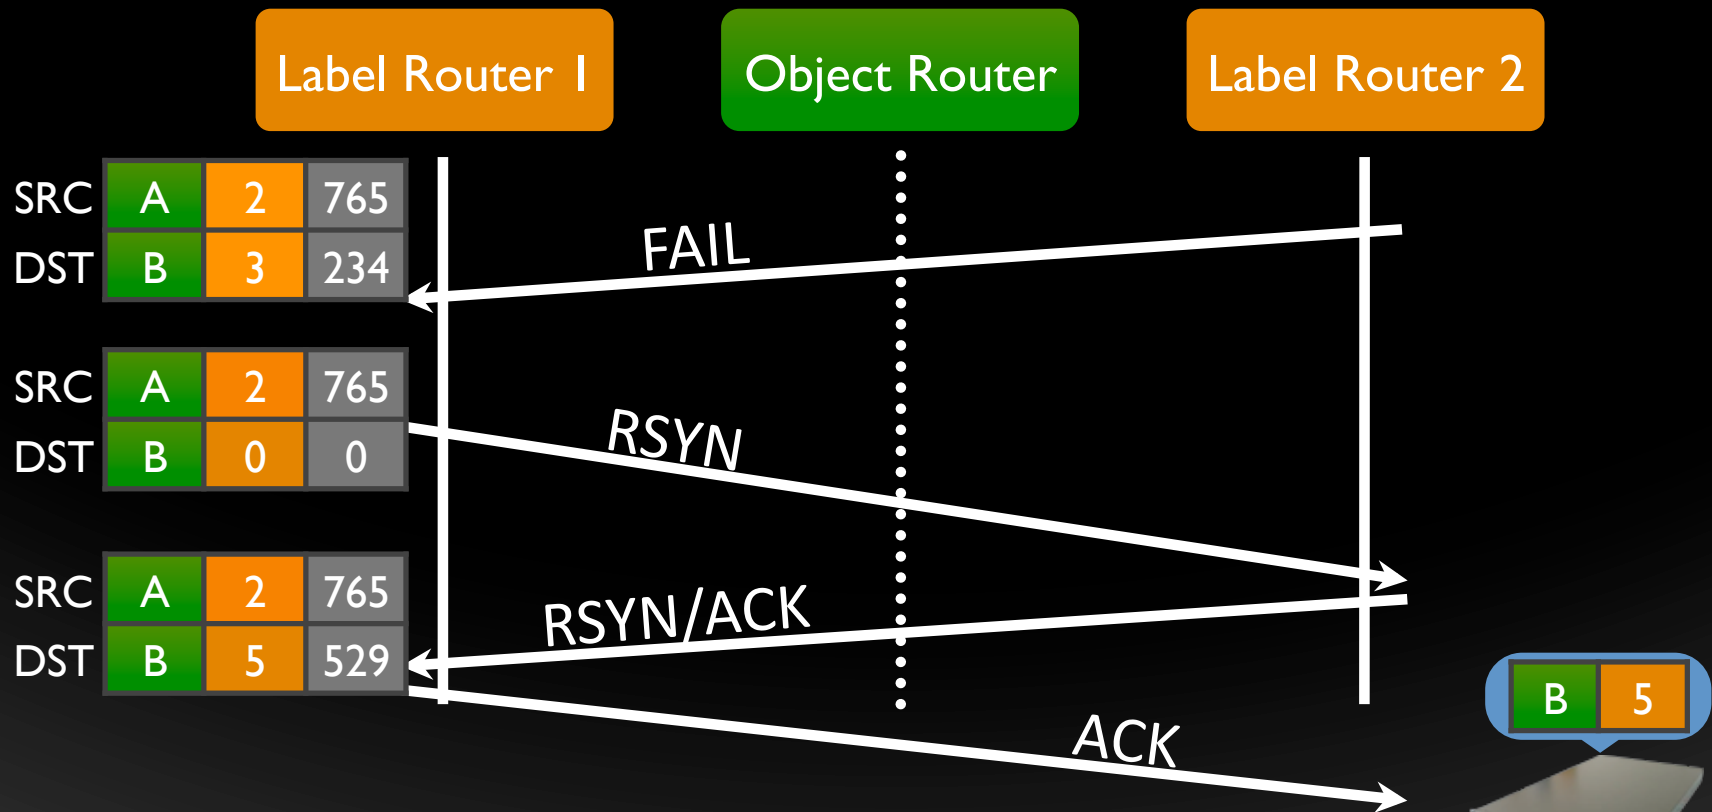 Label Router 1
Object Router
Label Router 2
SRC A 2 765
DST B 3 234
FAIL
SRC A 2 765
DST B 0 0
RSYN
SRC A 2 765
DST B 5 529
RSYN/ACK
B 5
ACK